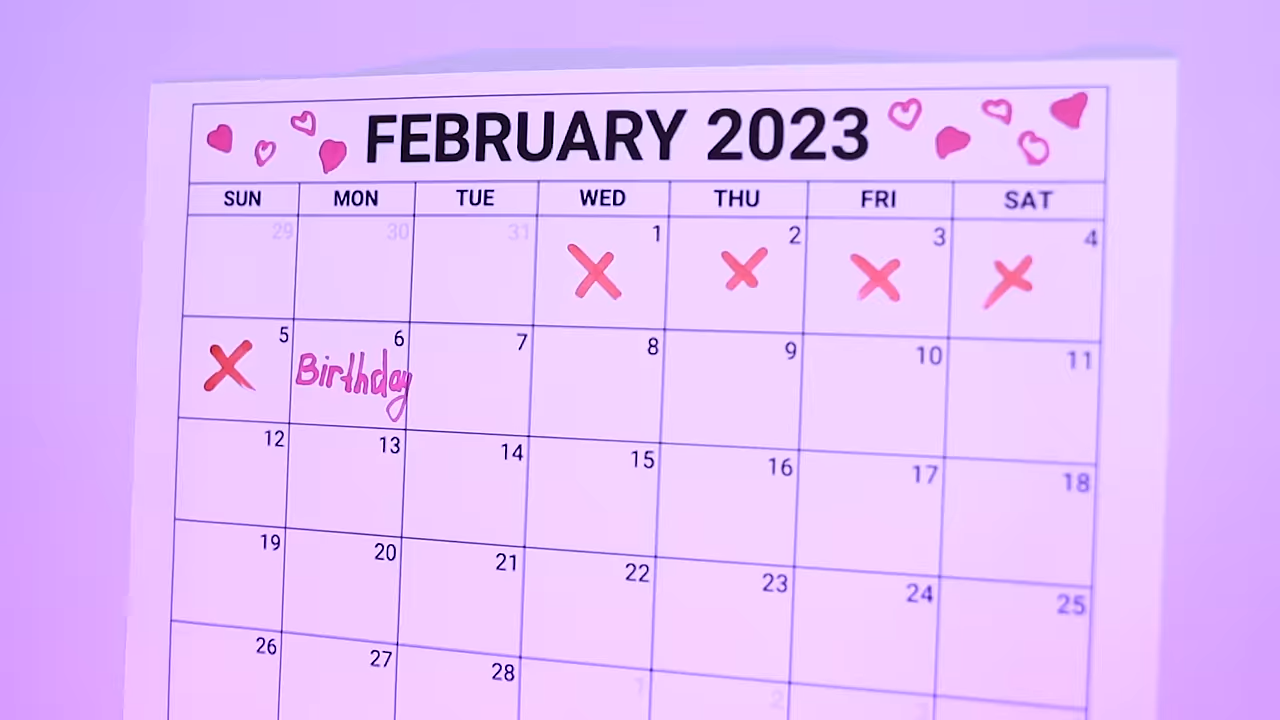 FEBRUARY 2023
SUN MON TUE WED THU FRI SAT
29 30 31 1 2 3 4
5 6 7 8 9 10 11
Birthday
12 13 14 15 16 17 18
19 20 21 22 23 24 25
26 27 28 1 2